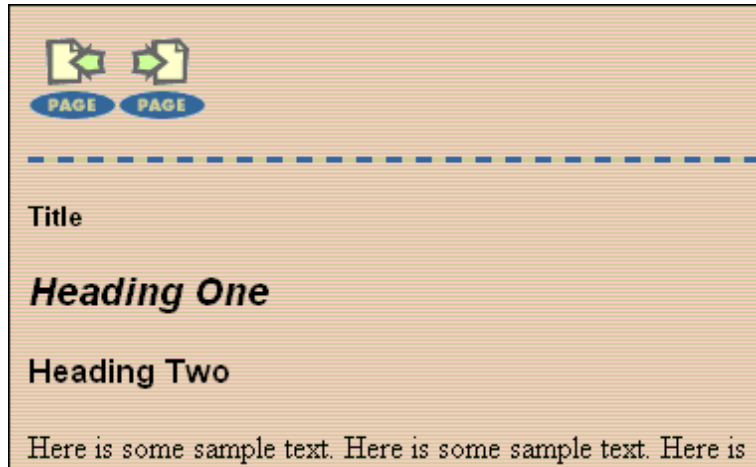 PAGE PAGE
Title
Heading One
Heading Two
Here is some sample text. Here is some sample text. Here is